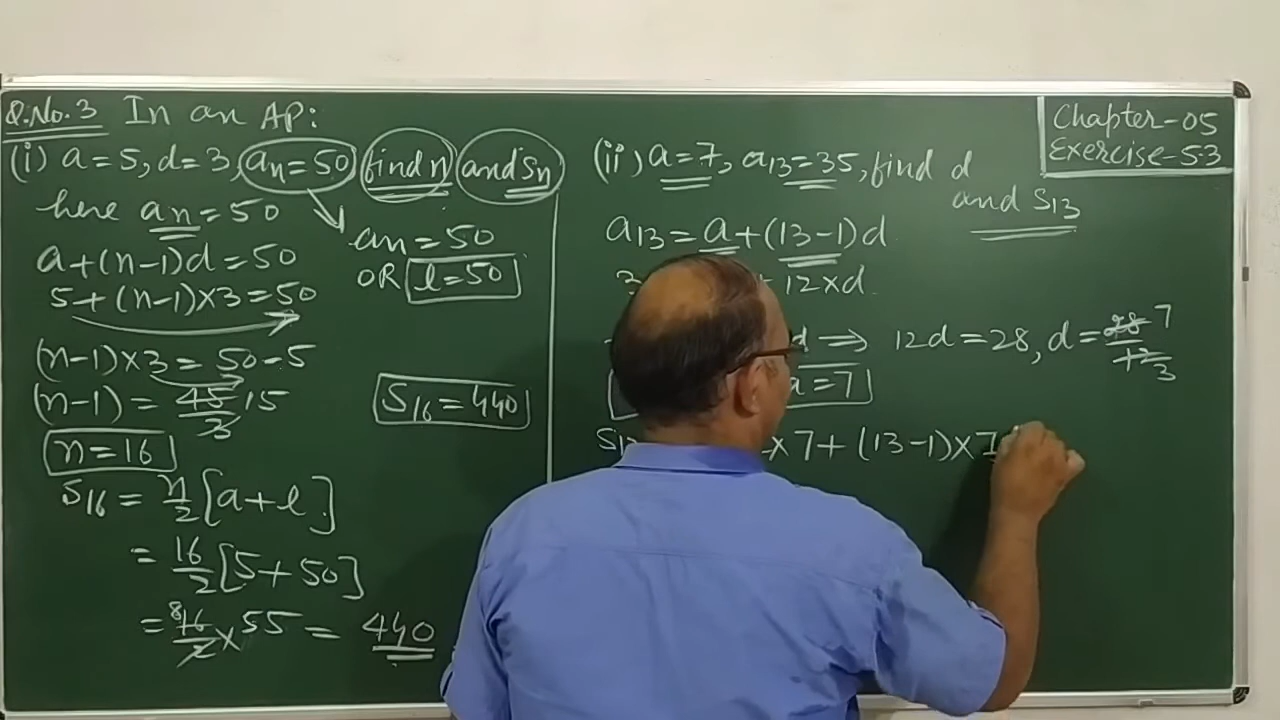 Q.No.3 In an AP:
(i) a=5, d=3, an=50 find n and Sn
here an=50
a+(n-1)d=50
5+(n-1)×3=50
(n-1)×3=50-5
(n-1)=45/3 15
n=16
S16=n/2[a+l]
=16/2[5+50]
=8 16/2×55=440
an=50
OR l=50
S16=440
Chapter-05
Exercise-5.3
(ii) a=7, a13=35, find d
and S13
a13=a+(13-1)d
3 12×d
d ⇒ 12d=28, d=28/12 7/3
a=7
S13 ×7+(13-1)×7